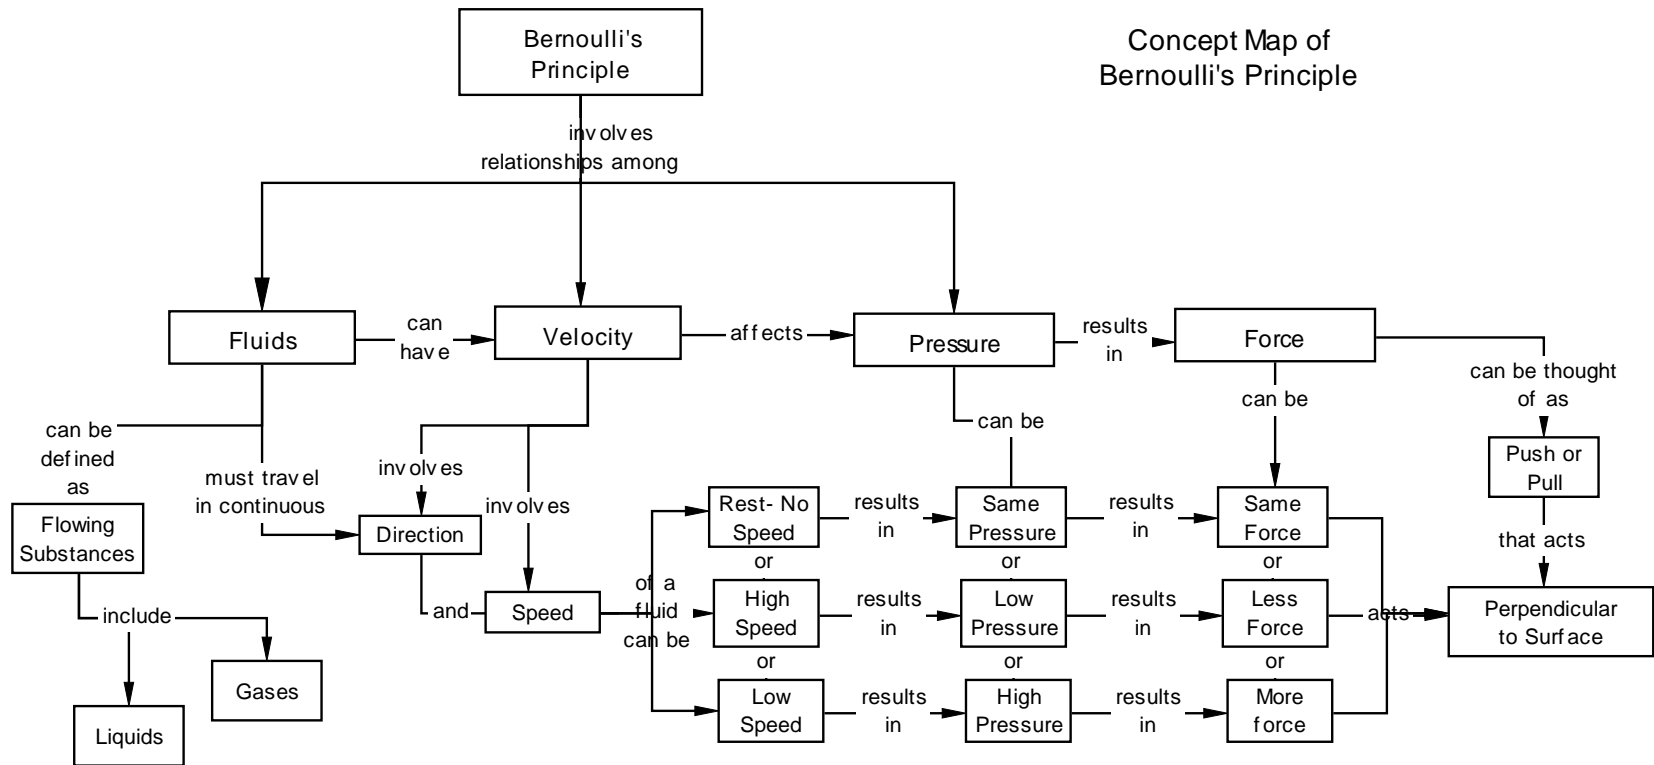 Bernoulli's
Principle
Concept Map of
Bernoulli's Principle
involves
relationships among
Fluids
can
have
Velocity
affects
Pressure
results
in
Force
can be thought
of as
can be
defined
as
must travel
in continuous
involves
involves
can be
can be
Push or
Pull
Flowing
Substances
Direction
Rest- No
Speed
results
in
Same
Pressure
results
in
Same
Force
that acts
or
or
or
include
and
Speed
of a
fluid
can be
High
Speed
results
in
Low
Pressure
results
in
Less
Force
acts
Perpendicular
to Surface
or
or
or
Gases
Liquids
Low
Speed
results
in
High
Pressure
results
in
More
force